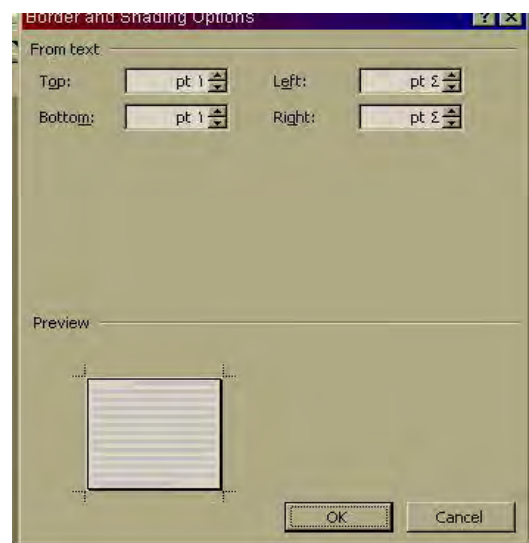 Border and Shading Options
From text
Top: pt ١ Left: pt ٤
Bottom: pt ١ Right: pt ٤
Preview
OK Cancel